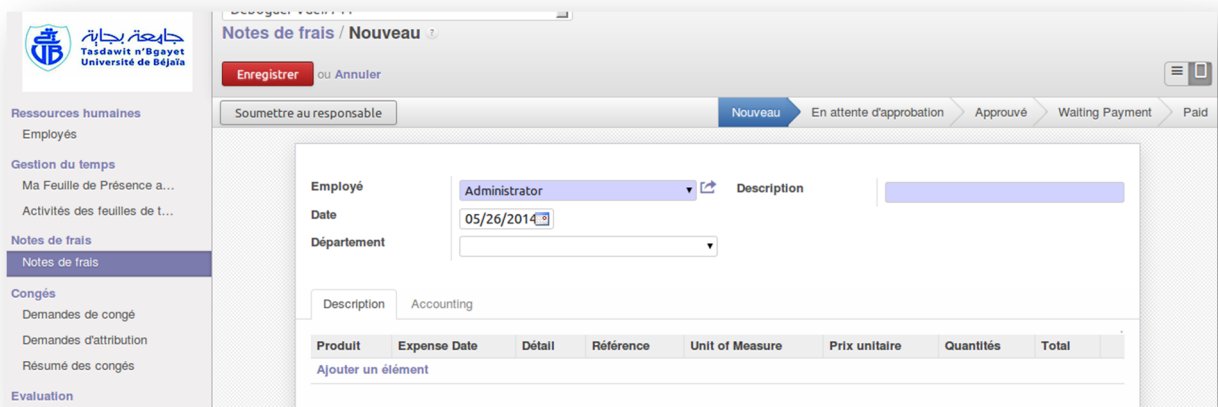 جامعة بجاية
Tasdawit n'Bgayet
Université de Béjaïa
Notes de frais / Nouveau ?
Enregistrer ou Annuler
Ressources humaines
Employés
Gestion du temps
Ma Feuille de Présence a...
Activités des feuilles de t...
Notes de frais
Notes de frais
Congés
Demandes de congé
Demandes d'attribution
Résumé des congés
Evaluation
Soumettre au responsable
Nouveau En attente d'approbation Approuvé Waiting Payment Paid
Employé Administrator Description
Date 05/26/2014
Département
Description Accounting
Produit Expense Date Détail Référence Unit of Measure Prix unitaire Quantités Total
Ajouter un élément